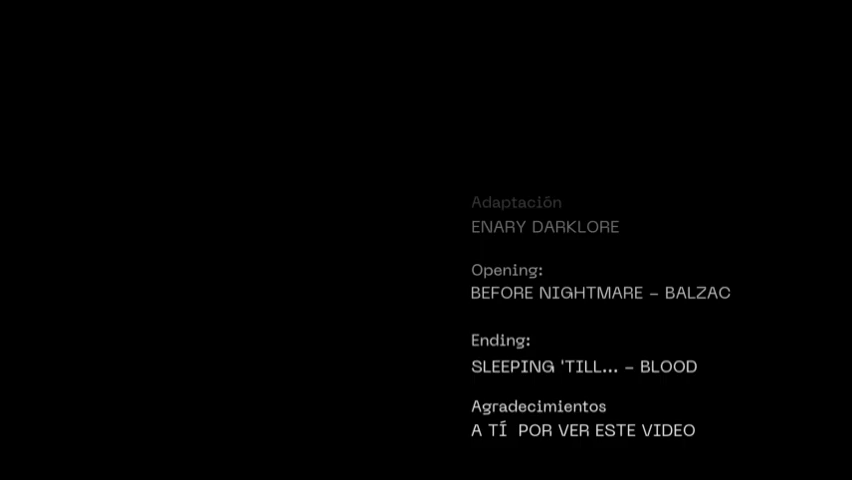 Adaptación
ENARY DARKLORE
Opening:
BEFORE NIGHTMARE - BALZAC
Ending:
SLEEPING 'TILL... - BLOOD
Agradecimientos
A TÍ POR VER ESTE VIDEO